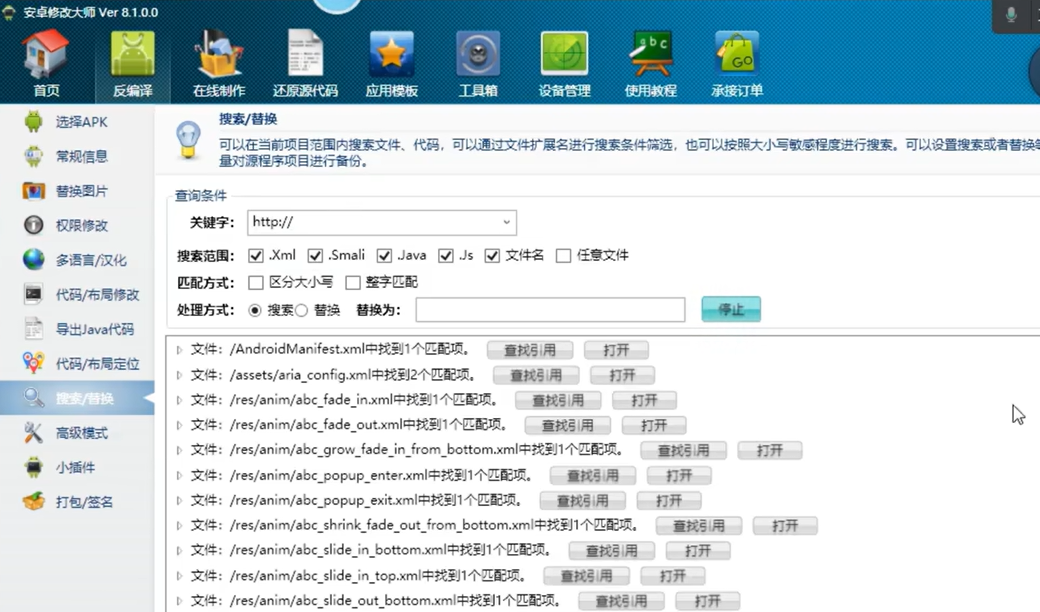 安卓修改大师 Ver 8.1.0.0
首页 反编译 在线制作 还原源代码 应用模板 工具箱 设备管理 使用教程 承接订单
选择APK
常规信息
替换图片
权限修改
多语言/汉化
代码/布局修改
导出Java代码
代码/布局定位
搜索/替换
高级模式
小插件
打包/签名
搜索/替换
可以在当前项目范围内搜索文件、代码，可以通过文件扩展名进行搜索条件筛选，也可以按照大小写敏感程度进行搜索。可以设置搜索或者替换
量对源程序项目进行备份。
查询条件
关键字： http://
搜索范围： .Xml .Smali .Java .Js 文件名 任意文件
匹配方式： 区分大小写 整字匹配
处理方式： 搜索 替换 替换为： 停止
文件：/AndroidManifest.xml中找到1个匹配项。 查找引用 打开
文件：/assets/aria_config.xml中找到2个匹配项。 查找引用 打开
文件：/res/anim/abc_fade_in.xml中找到1个匹配项。 查找引用 打开
文件：/res/anim/abc_fade_out.xml中找到1个匹配项。 查找引用 打开
文件：/res/anim/abc_grow_fade_in_from_bottom.xml中找到1个匹配项。 查找引用 打开
文件：/res/anim/abc_popup_enter.xml中找到1个匹配项。 查找引用 打开
文件：/res/anim/abc_popup_exit.xml中找到1个匹配项。 查找引用 打开
文件：/res/anim/abc_shrink_fade_out_from_bottom.xml中找到1个匹配项。 查找引用 打开
文件：/res/anim/abc_slide_in_bottom.xml中找到1个匹配项。 查找引用 打开
文件：/res/anim/abc_slide_in_top.xml中找到1个匹配项。 查找引用 打开
文件：/res/anim/abc_slide_out_bottom.xml中找到1个匹配项。 查找引用 打开